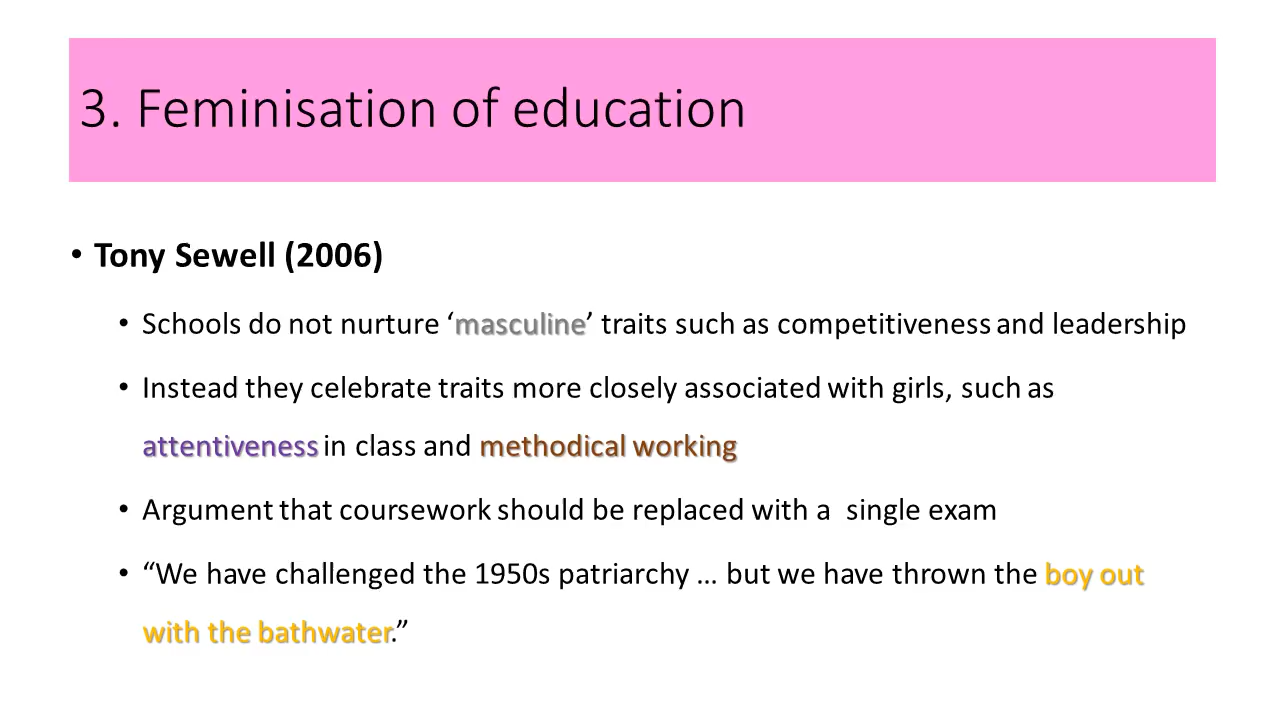 3. Feminisation of education
• Tony Sewell (2006)
• Schools do not nurture ‘masculine’ traits such as competitiveness and leadership
• Instead they celebrate traits more closely associated with girls, such as
attentiveness in class and methodical working
• Argument that coursework should be replaced with a  single exam
• “We have challenged the 1950s patriarchy … but we have thrown the boy out
with the bathwater.”